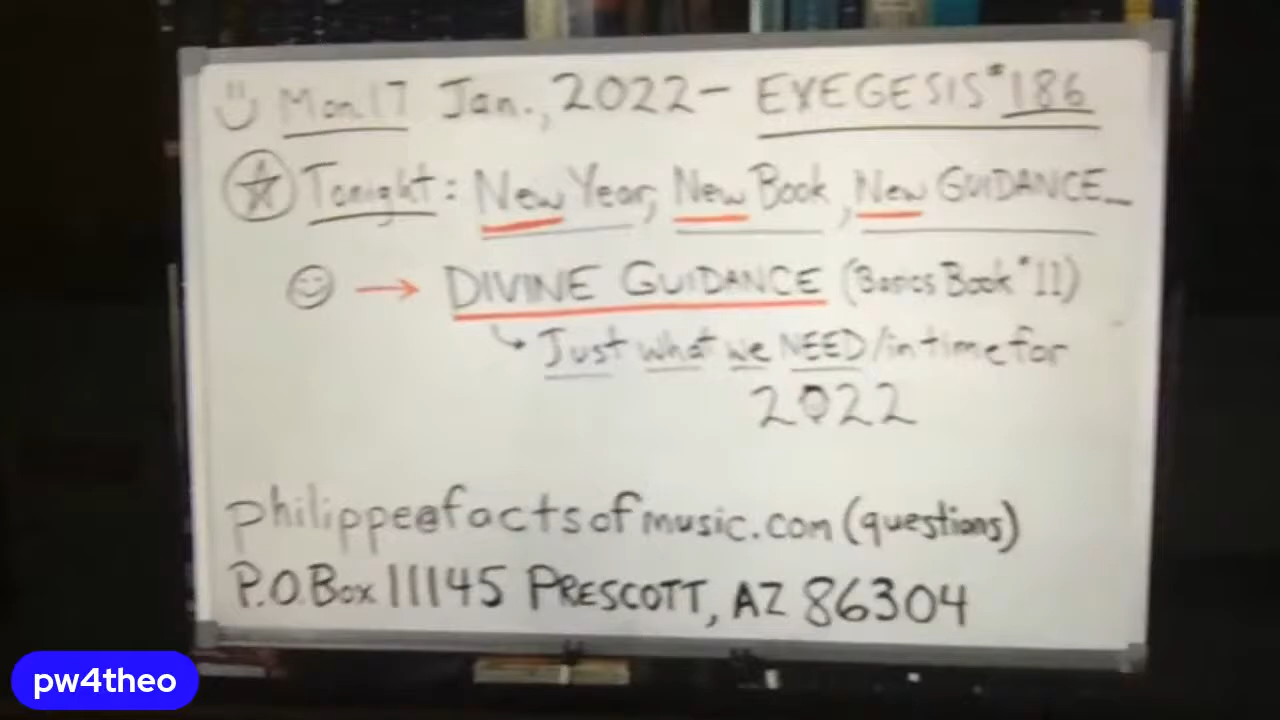 Mon. 17 Jan., 2022 - EXEGESIS #186
Tonight: New Year, New Book, New GUIDANCE...
→ DIVINE GUIDANCE (Basics Book #11)
↳ Just what we NEED/in time for
2022
philippe@factsofmusic.com (questions)
P.O. Box 11145 PRESCOTT, AZ 86304
pw4theo